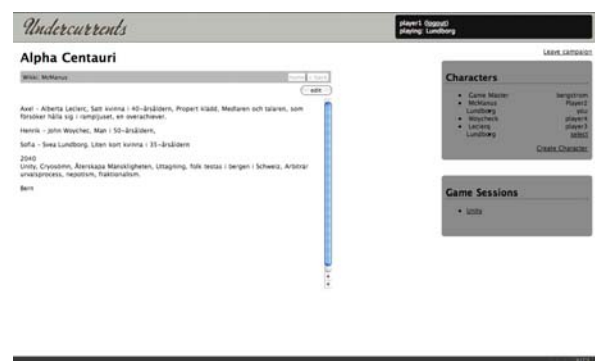 Undercurrents
player1 (logout)
playing: Lundborg
Leave campaign
Alpha Centauri
Wiki: McManus
edit
Axel - Alberta Leclerc, Satt kvinna i 40-årsåldern, Propert klädd, Medlaren och talaren, som
försöker hålla sig i rampljuset, en overachiever.
Henrik - John Woychec, Man i 50-årsåldern,
Sofia - Svea Lundborg. Liten kort kvinna i 35-årsåldern
2040
Unity, Cryosömn, Återskapa Mänskligheten, Uttagning, folk testas i bergen i Schweiz, Arbiträr
urvalsprocess, nepotism, fraktionalism.
Bern
Characters
Game Master bergstrom
McManus Player2
Lundborg you
Woycheck player4
Leclerq player3
Lundborg select
Create Character
Game Sessions
Unity